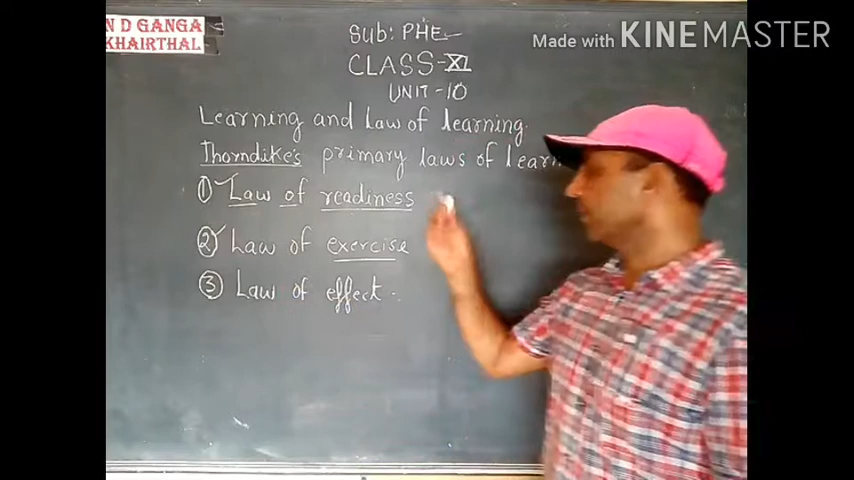 N D GANGA
KHAIRTHAL
Made with KINEMASTER
Sub: PHE
CLASS-XI
UNIT-10
Learning and Law of learning.
Thorndike's primary laws of
① Law of readiness
② Law of exercise
③ Law of effect.